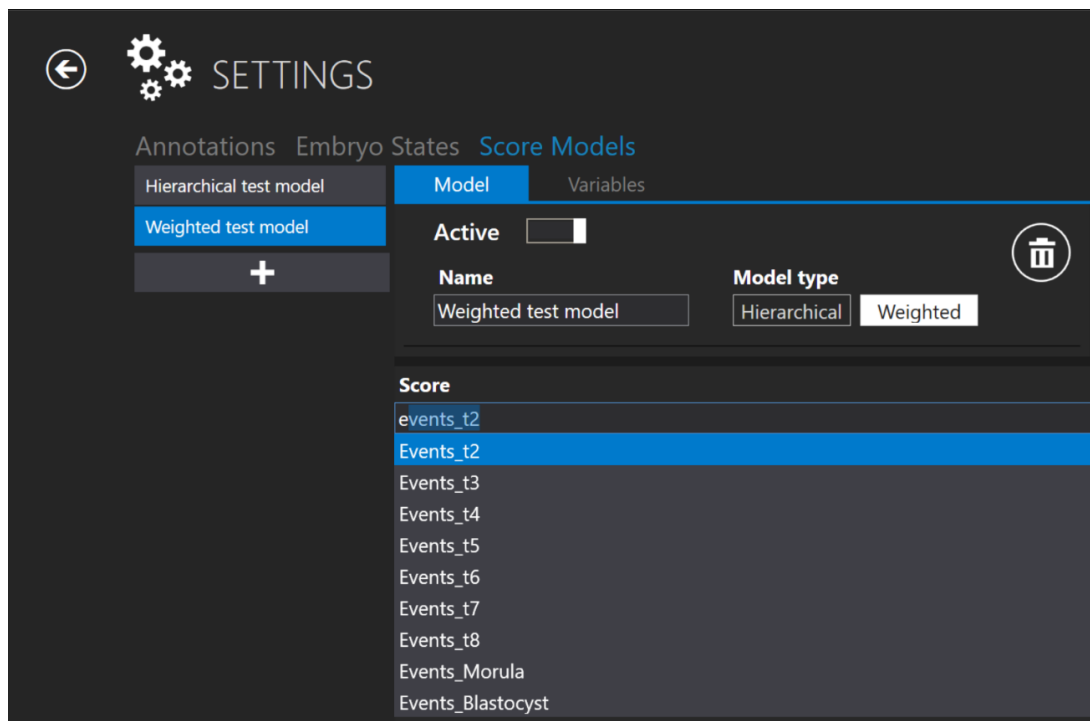 SETTINGS
Annotations Embryo States Score Models
Hierarchical test model
Weighted test model
Model Variables
Active
Name Model type
Weighted test model Hierarchical Weighted
Score
events_t2
Events_t2
Events_t3
Events_t4
Events_t5
Events_t6
Events_t7
Events_t8
Events_Morula
Events_Blastocyst